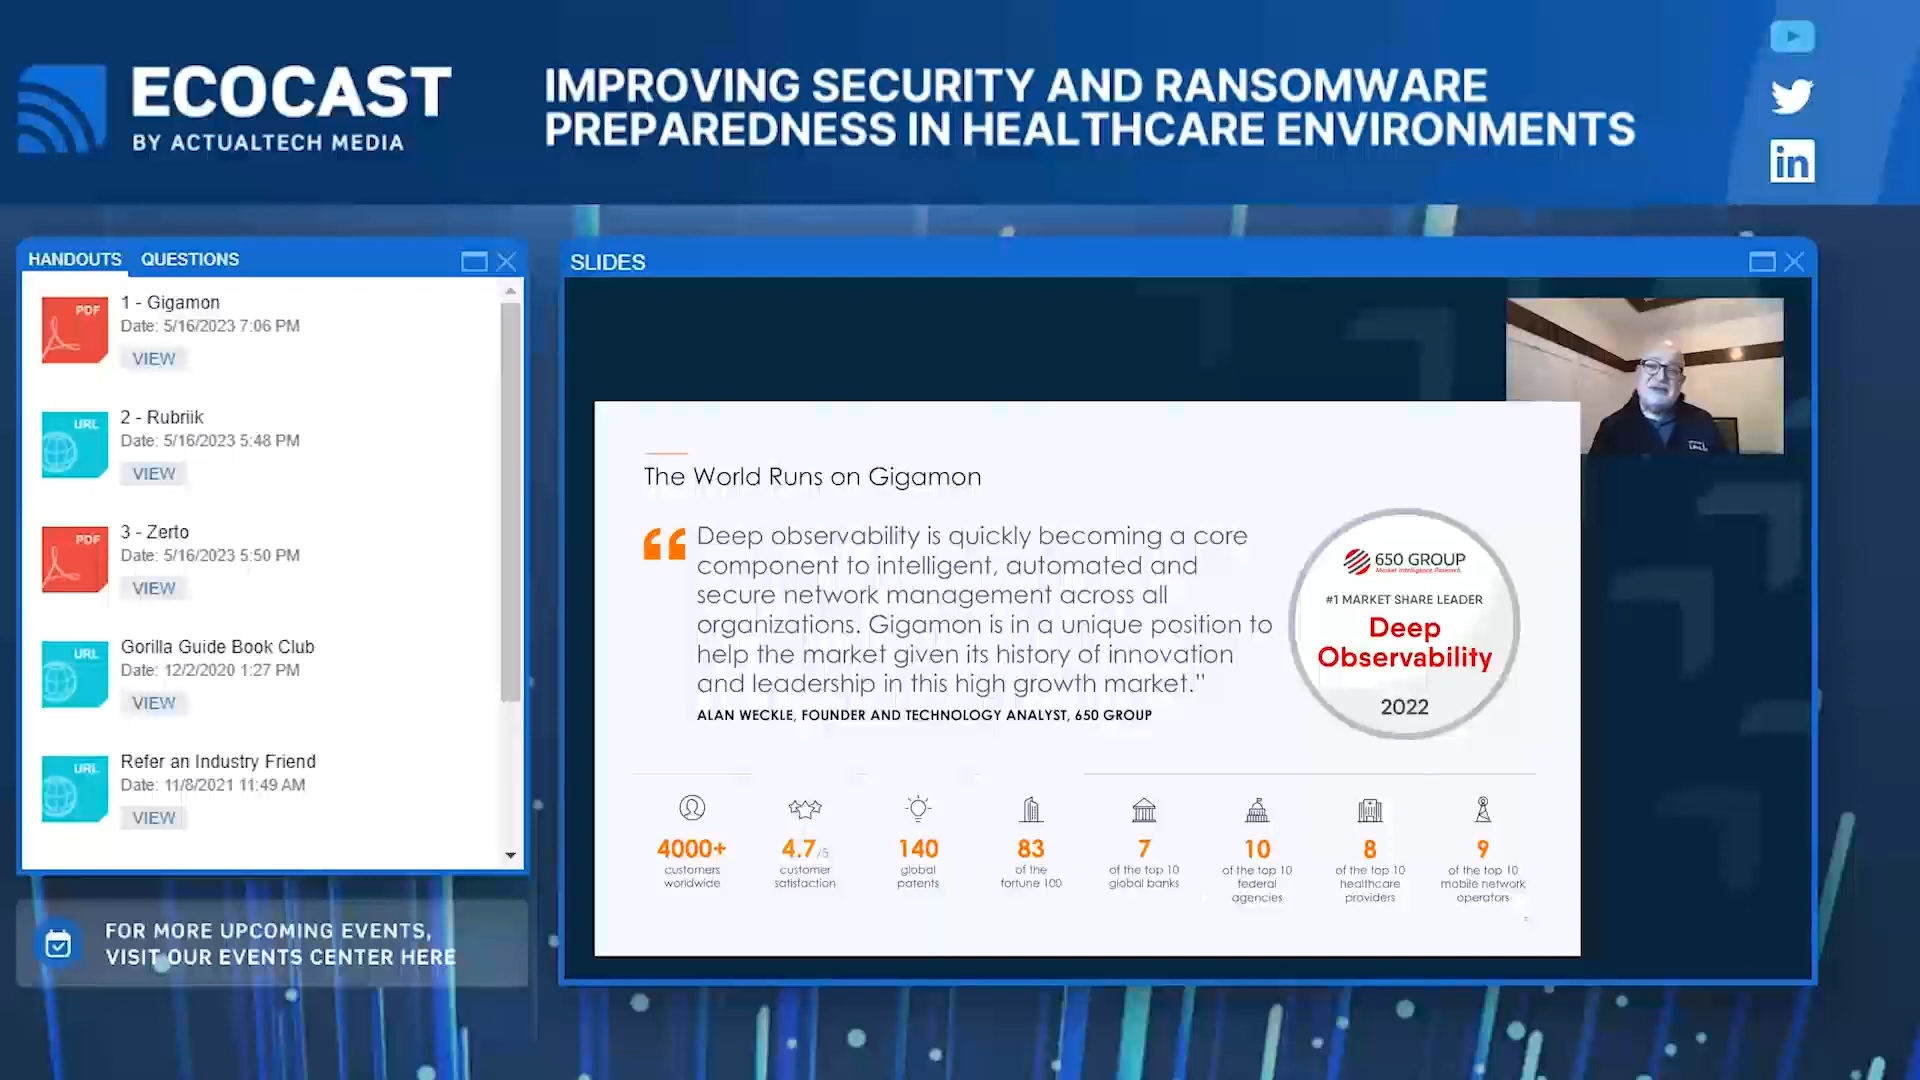 ECOCAST
BY ACTUALTECH MEDIA
IMPROVING SECURITY AND RANSOMWARE
PREPAREDNESS IN HEALTHCARE ENVIRONMENTS
in
HANDOUTS QUESTIONS
PDF
1 - Gigamon
Date: 5/16/2023 7:06 PM
VIEW
URL
2 - Rubriik
Date: 5/16/2023 5:48 PM
VIEW
PDF
3 - Zerto
Date: 5/16/2023 5:50 PM
VIEW
URL
Gorilla Guide Book Club
Date: 12/2/2020 1:27 PM
VIEW
URL
Refer an Industry Friend
Date: 11/8/2021 11:49 AM
VIEW
FOR MORE UPCOMING EVENTS,
VISIT OUR EVENTS CENTER HERE
SLIDES
The World Runs on Gigamon
“Deep observability is quickly becoming a core
component to intelligent, automated and
secure network management across all
organizations. Gigamon is in a unique position to
help the market given its history of innovation
and leadership in this high growth market.”
ALAN WECKLE, FOUNDER AND TECHNOLOGY ANALYST, 650 GROUP
650 GROUP
Market Intelligence Research
#1 MARKET SHARE LEADER
Deep
Observability
2022
4000+
customers
worldwide
4.7/5
customer
satisfaction
140
global
patents
83
of the
fortune 100
7
of the top 10
global banks
10
of the top 10
federal
agencies
8
of the top 10
healthcare
providers
9
of the top 10
mobile network
operators